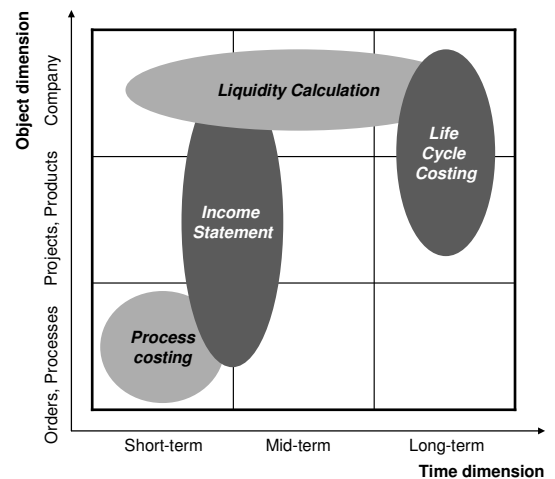 Object dimension
Company
Projects, Products
Orders, Processes
Liquidity Calculation
Life
Cycle
Costing
Income
Statement
Process
costing
Short-term
Mid-term
Long-term
Time dimension